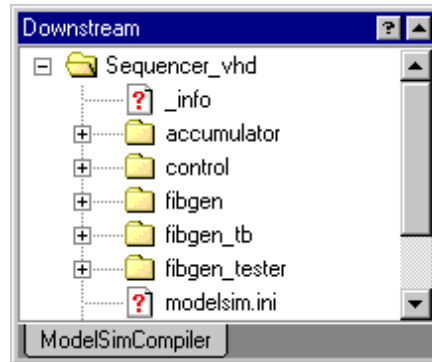 Downstream
Sequencer_vhd
_info
accumulator
control
fibgen
fibgen_tb
fibgen_tester
modelsim.ini
ModelSimCompiler